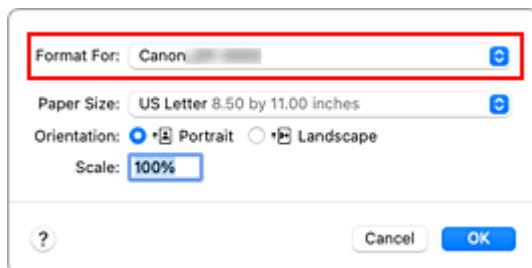 Format For: Canon
Paper Size: US Letter 8.50 by 11.00 inches
Orientation: Portrait Landscape
Scale: 100%
? Cancel OK